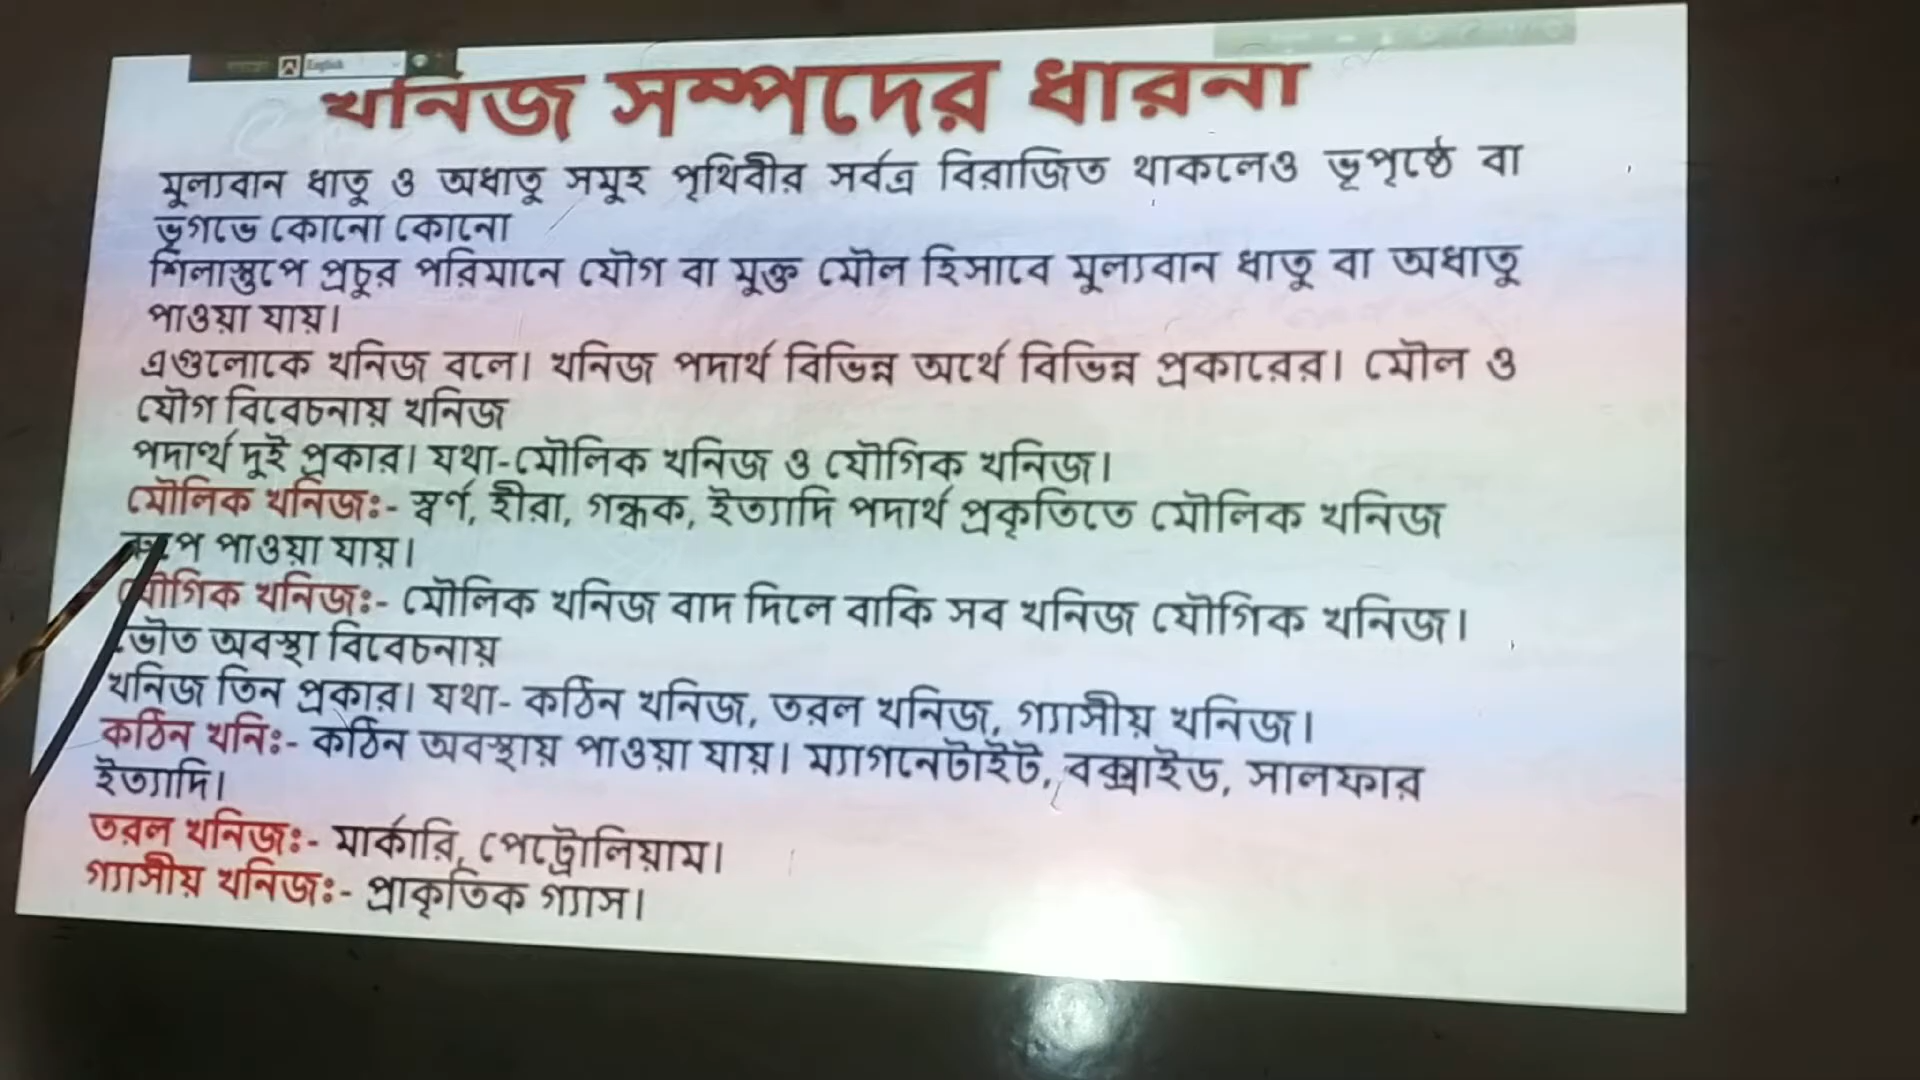 English
খনিজ সম্পদের ধারনা
মুল্যবান ধাতু ও অধাতু সমুহ পৃথিবীর সর্বত্র বিরাজিত থাকলেও ভূপৃষ্ঠে বা
ভূগর্ভে কোনো কোনো
শিলাস্তুপে প্রচুর পরিমানে যৌগ বা মুক্ত মৌল হিসাবে মুল্যবান ধাতু বা অধাতু
পাওয়া যায়।
এগুলোকে খনিজ বলে। খনিজ পদার্থ বিভিন্ন অর্থে বিভিন্ন প্রকারের। মৌল ও
যৌগ বিবেচনায় খনিজ
পদার্থ দুই প্রকার। যথা-মৌলিক খনিজ ও যৌগিক খনিজ।
মৌলিক খনিজঃ- স্বর্ণ, হীরা, গন্ধক, ইত্যাদি পদার্থ প্রকৃতিতে মৌলিক খনিজ
রুপে পাওয়া যায়।
যৌগিক খনিজঃ- মৌলিক খনিজ বাদ দিলে বাকি সব খনিজ যৌগিক খনিজ।
ভৌত অবস্থা বিবেচনায়
খনিজ তিন প্রকার। যথা- কঠিন খনিজ, তরল খনিজ, গ্যাসীয় খনিজ।
কঠিন খনিঃ- কঠিন অবস্থায় পাওয়া যায়। ম্যাগনেটাইট, বক্সাইড, সালফার
ইত্যাদি।
তরল খনিজঃ- মার্কারি, পেট্রোলিয়াম।
গ্যাসীয় খনিজঃ- প্রাকৃতিক গ্যাস।